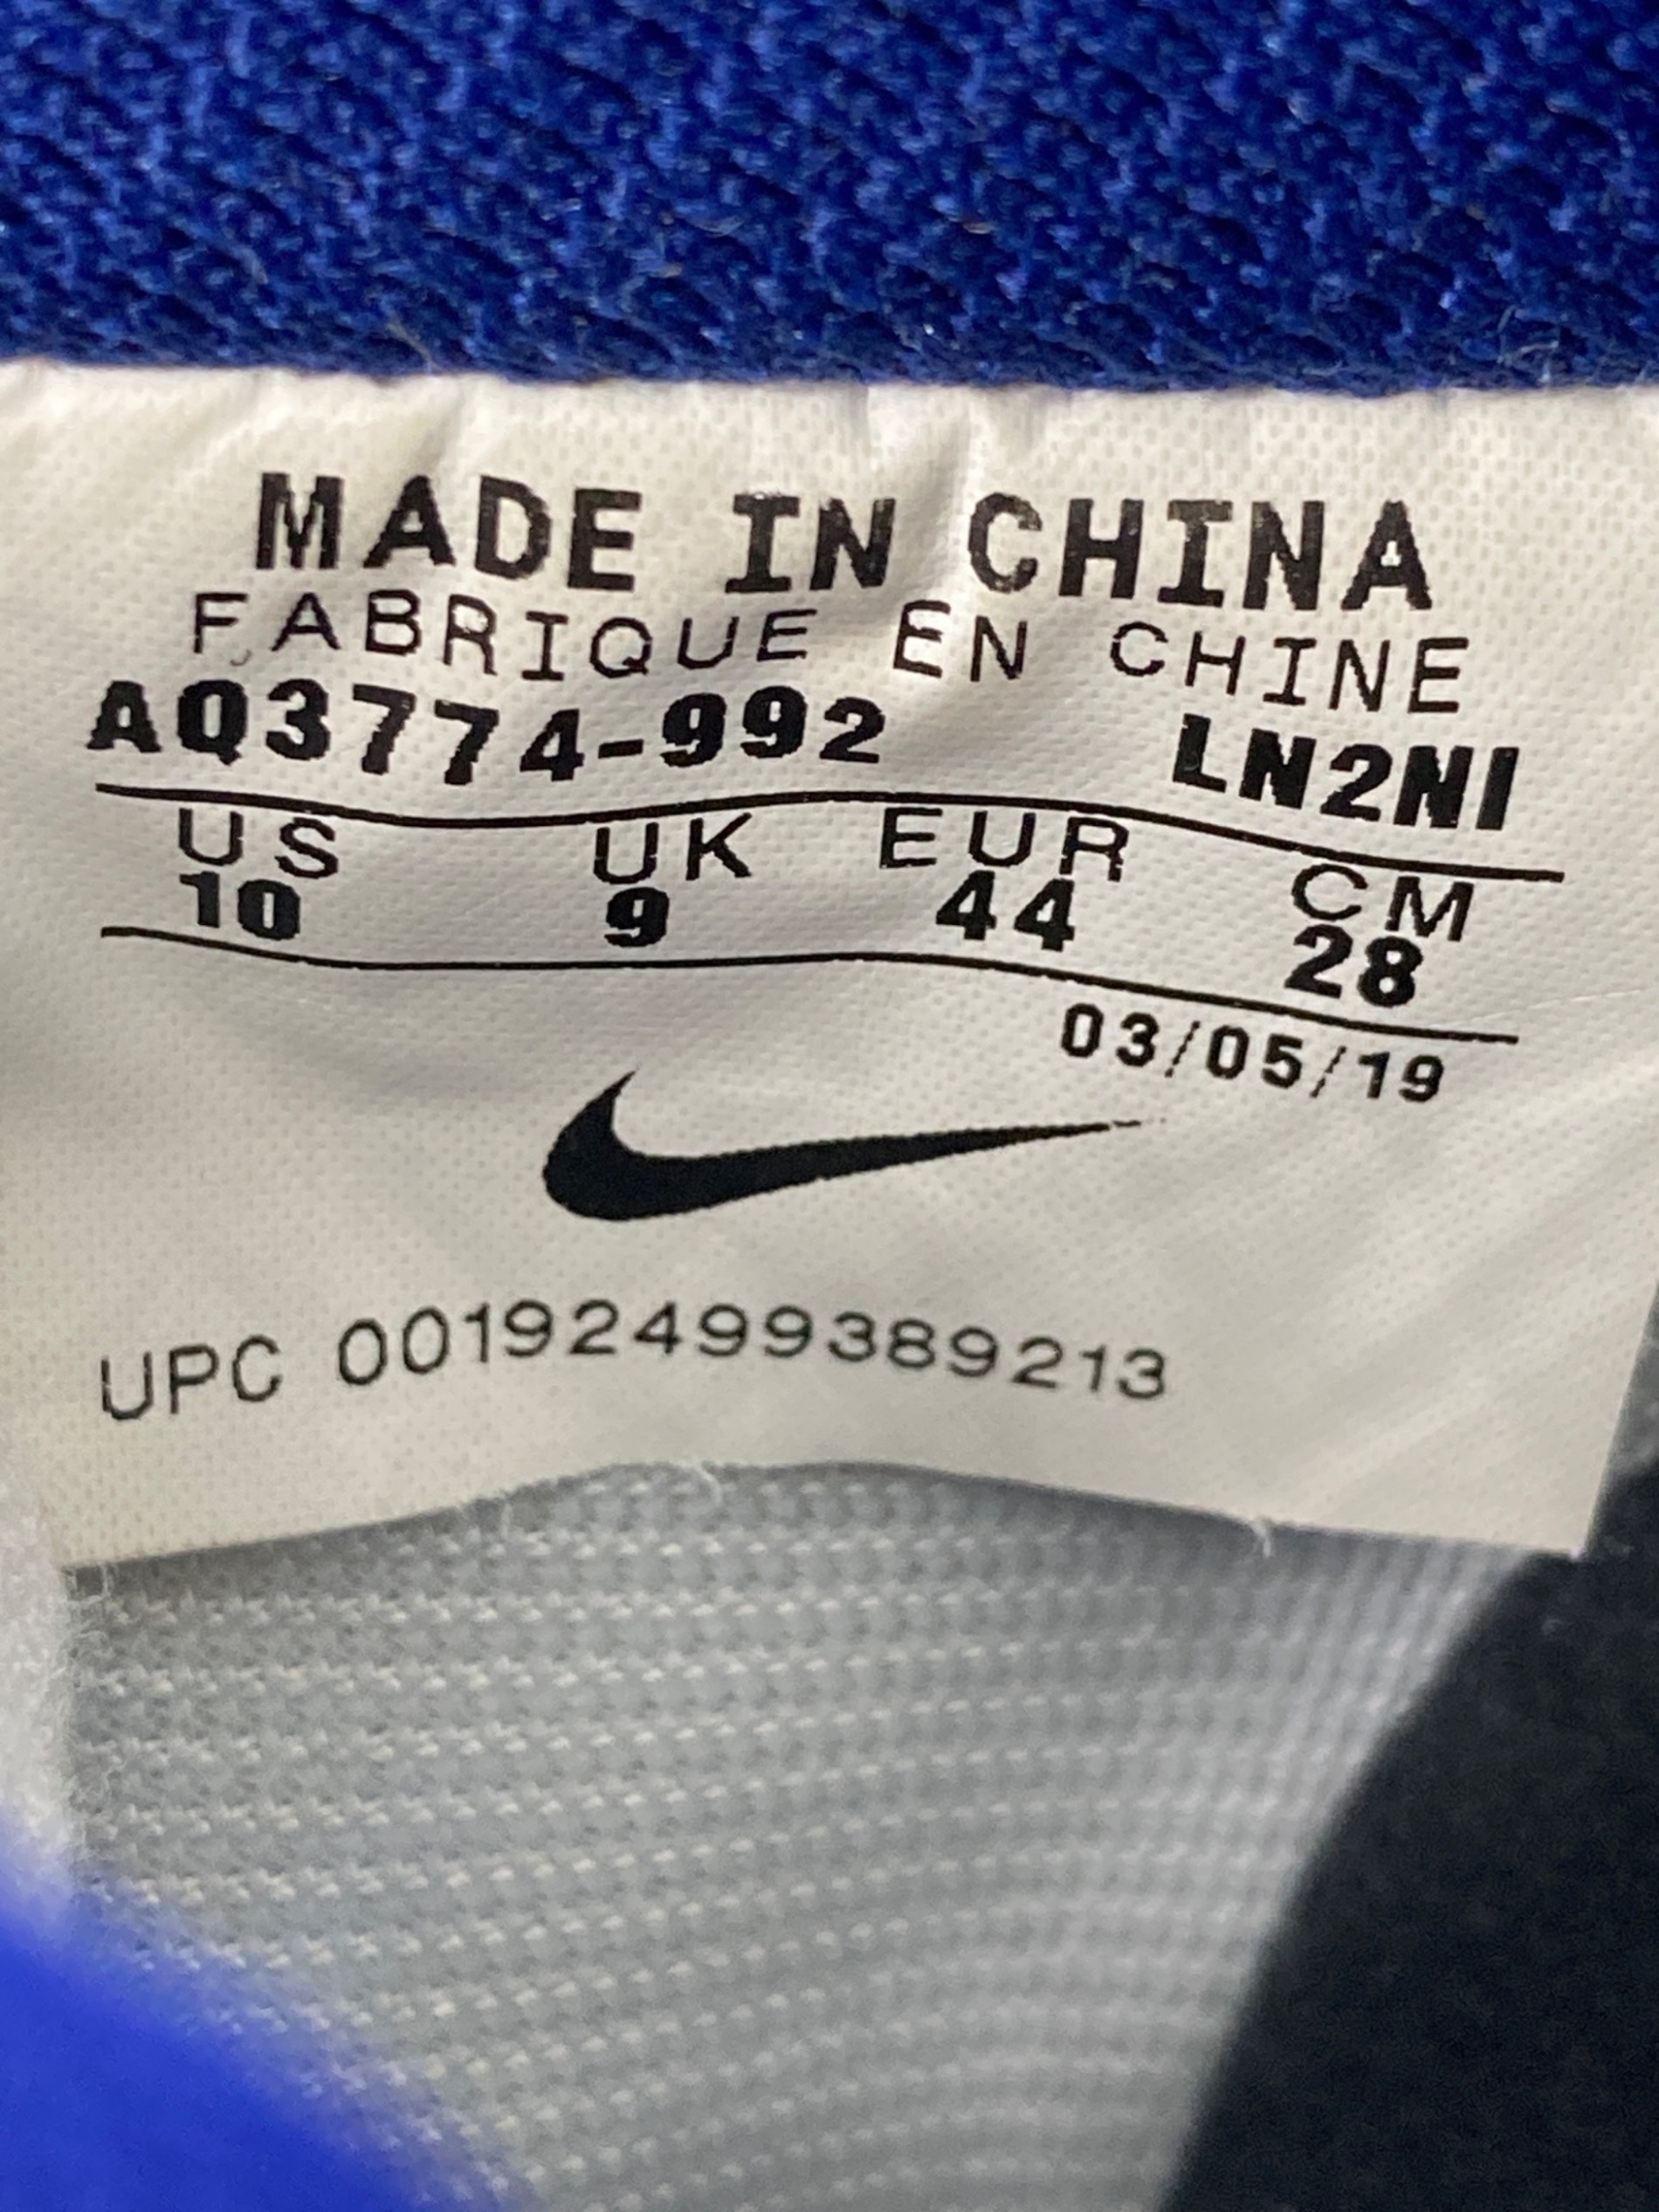 MADE IN CHINA
FABRIQUE EN CHINE
AQ3774-992 LN2NI
US UK EUR CM
10 9 44 28
03/05/19
UPC 00192499389213